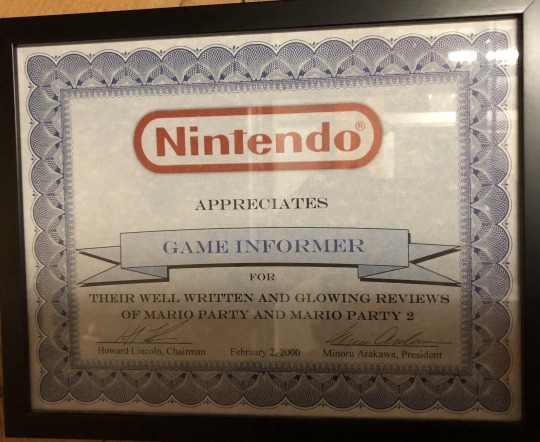 Nintendo®
APPRECIATES
GAME INFORMER
FOR
THEIR WELL WRITTEN AND GLOWING REVIEWS
OF MARIO PARTY AND MARIO PARTY 2
Howard Lincoln, Chairman February 2, 2000 Minoru Arakawa, President